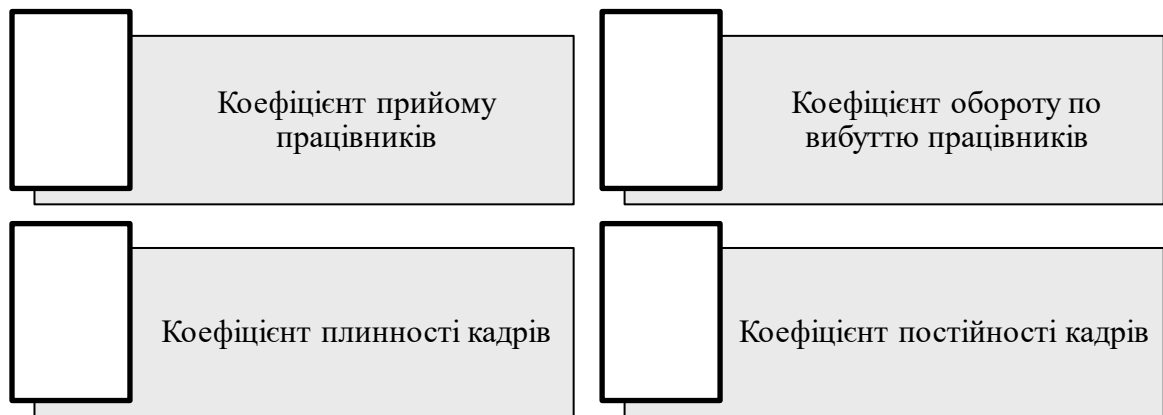 Коефіцієнт прийому
працівників
Коефіцієнт обороту по
вибуттю працівників
Коефіцієнт плинності кадрів
Коефіцієнт постійності кадрів